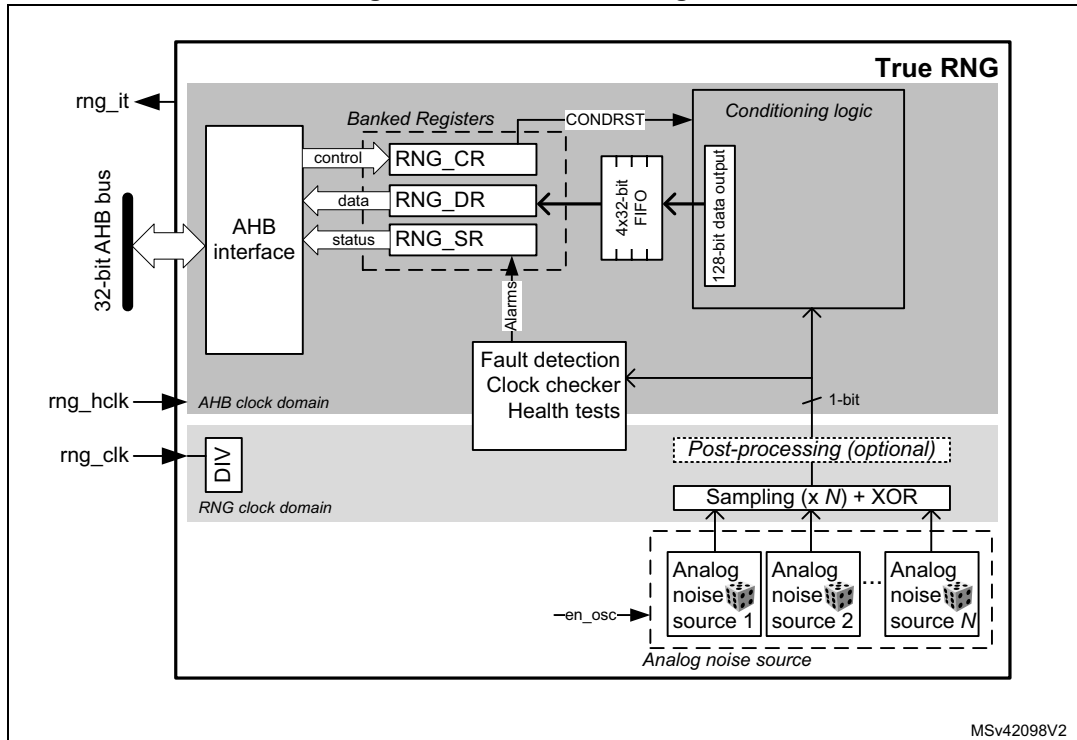 True RNG
rng_it
Banked Registers
CONDRST
Conditioning logic
control
RNG_CR
data
RNG_DR
status
RNG_SR
AHB
interface
32-bit AHB bus
4x32-bit
FIFO
128-bit data output
Alarms
Fault detection
Clock checker
Health tests
rng_hclk
AHB clock domain
1-bit
rng_clk
DIV
RNG clock domain
Post-processing (optional)
Sampling (x N) + XOR
en_osc
Analog
noise
source 1
Analog
noise
source 2
...
Analog
noise
source N
Analog noise source
MSv42098V2